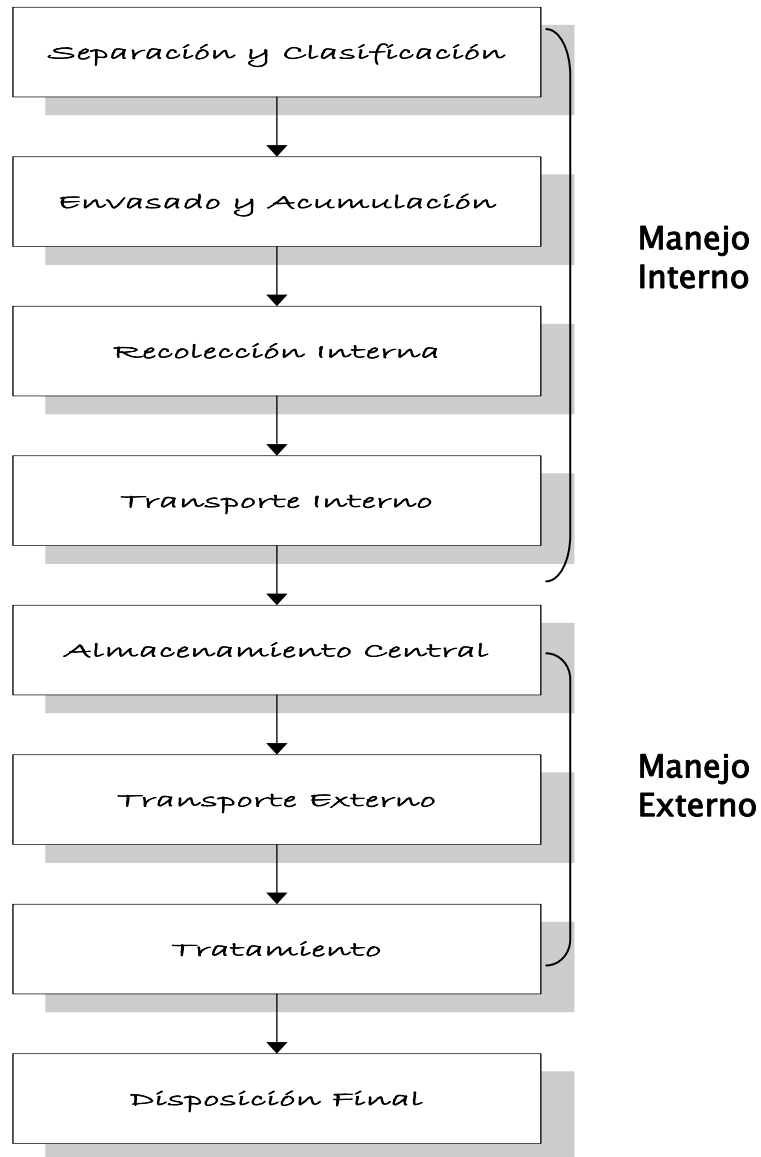 Separación y Clasificación
Envasado y Acumulación
Manejo
Interno
Recolección Interna
Transporte Interno
Almacenamiento Central
Manejo
Externo
Transporte Externo
Tratamiento
Disposición Final